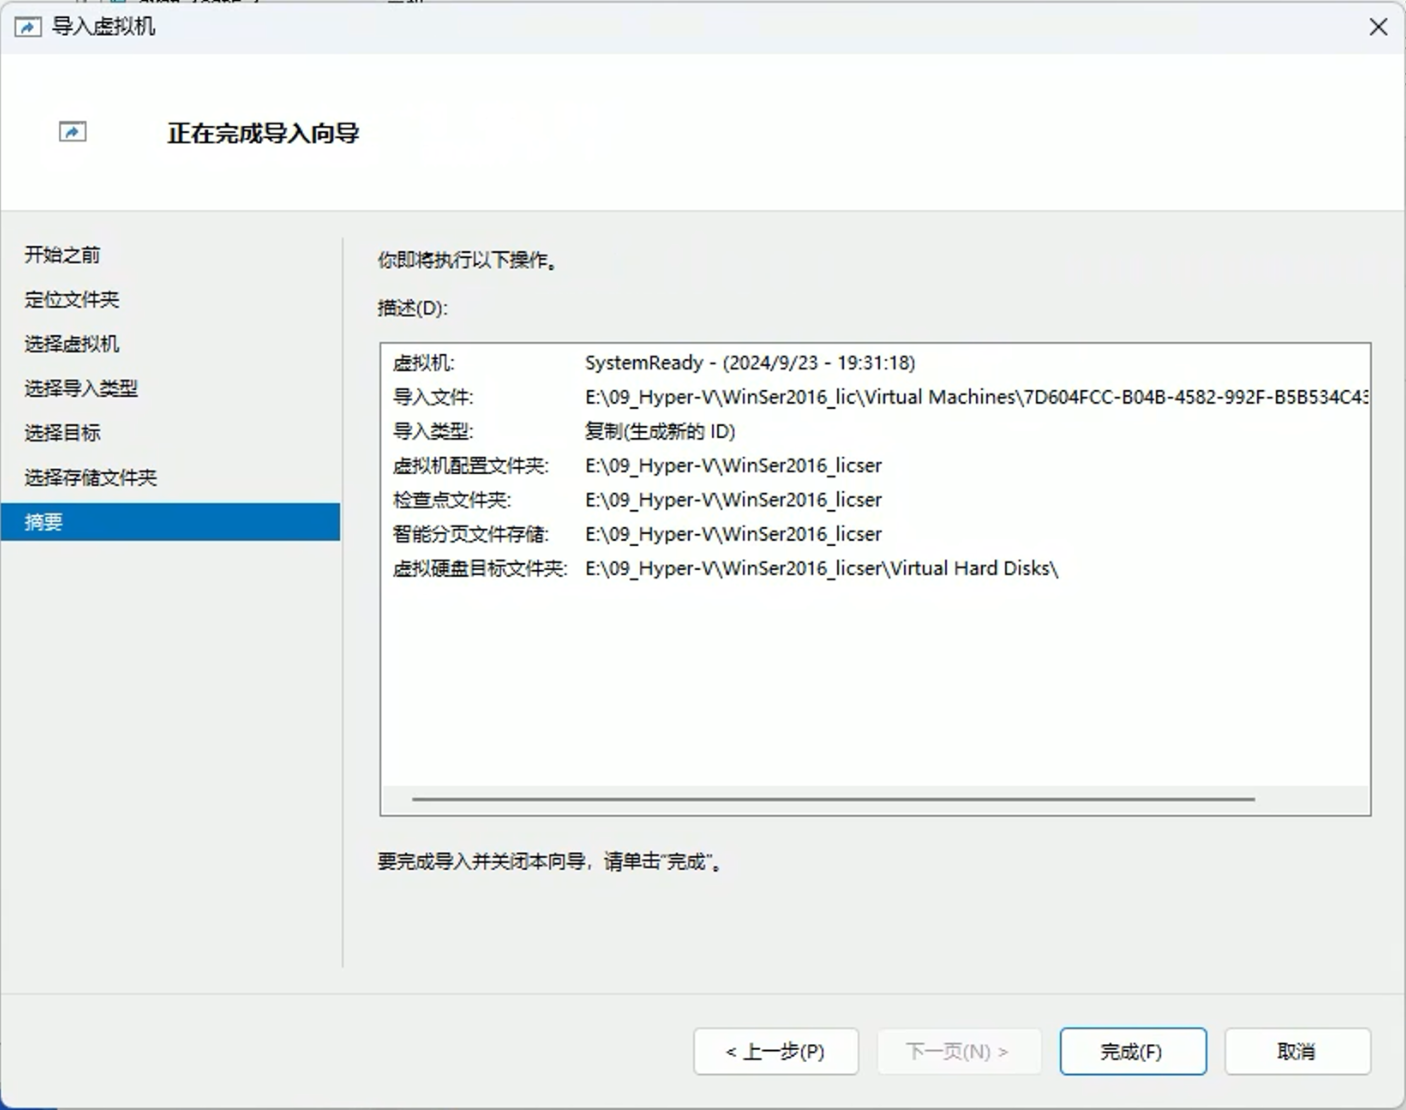 导入虚拟机
正在完成导入向导
开始之前
定位文件夹
选择虚拟机
选择导入类型
选择目标
选择存储文件夹
摘要
你即将执行以下操作。
描述(D):
虚拟机: SystemReady - (2024/9/23 - 19:31:18)
导入文件: E:\09_Hyper-V\WinSer2016_lic\Virtual Machines\7D604FCC-B04B-4582-992F-B5B534C43
导入类型: 复制(生成新的 ID)
虚拟机配置文件夹: E:\09_Hyper-V\WinSer2016_licser
检查点文件夹: E:\09_Hyper-V\WinSer2016_licser
智能分页文件存储: E:\09_Hyper-V\WinSer2016_licser
虚拟硬盘目标文件夹: E:\09_Hyper-V\WinSer2016_licser\Virtual Hard Disks\
要完成导入并关闭本向导，请单击“完成”。
< 上一步(P) 下一页(N) > 完成(F) 取消